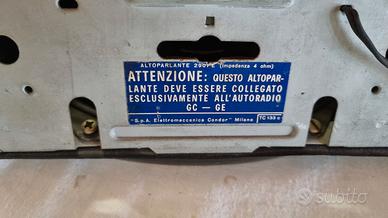 ALTOPARLANTE 2901E (impedenza 4 ohm)
ATTENZIONE: QUESTO ALTOPAR-
LANTE DEVE ESSERE COLLEGATO
ESCLUSIVAMENTE ALL'AUTORADIO
GC - GE
"S.p.A. Elettromeccanica Condor" Milano TC 133 c
subito